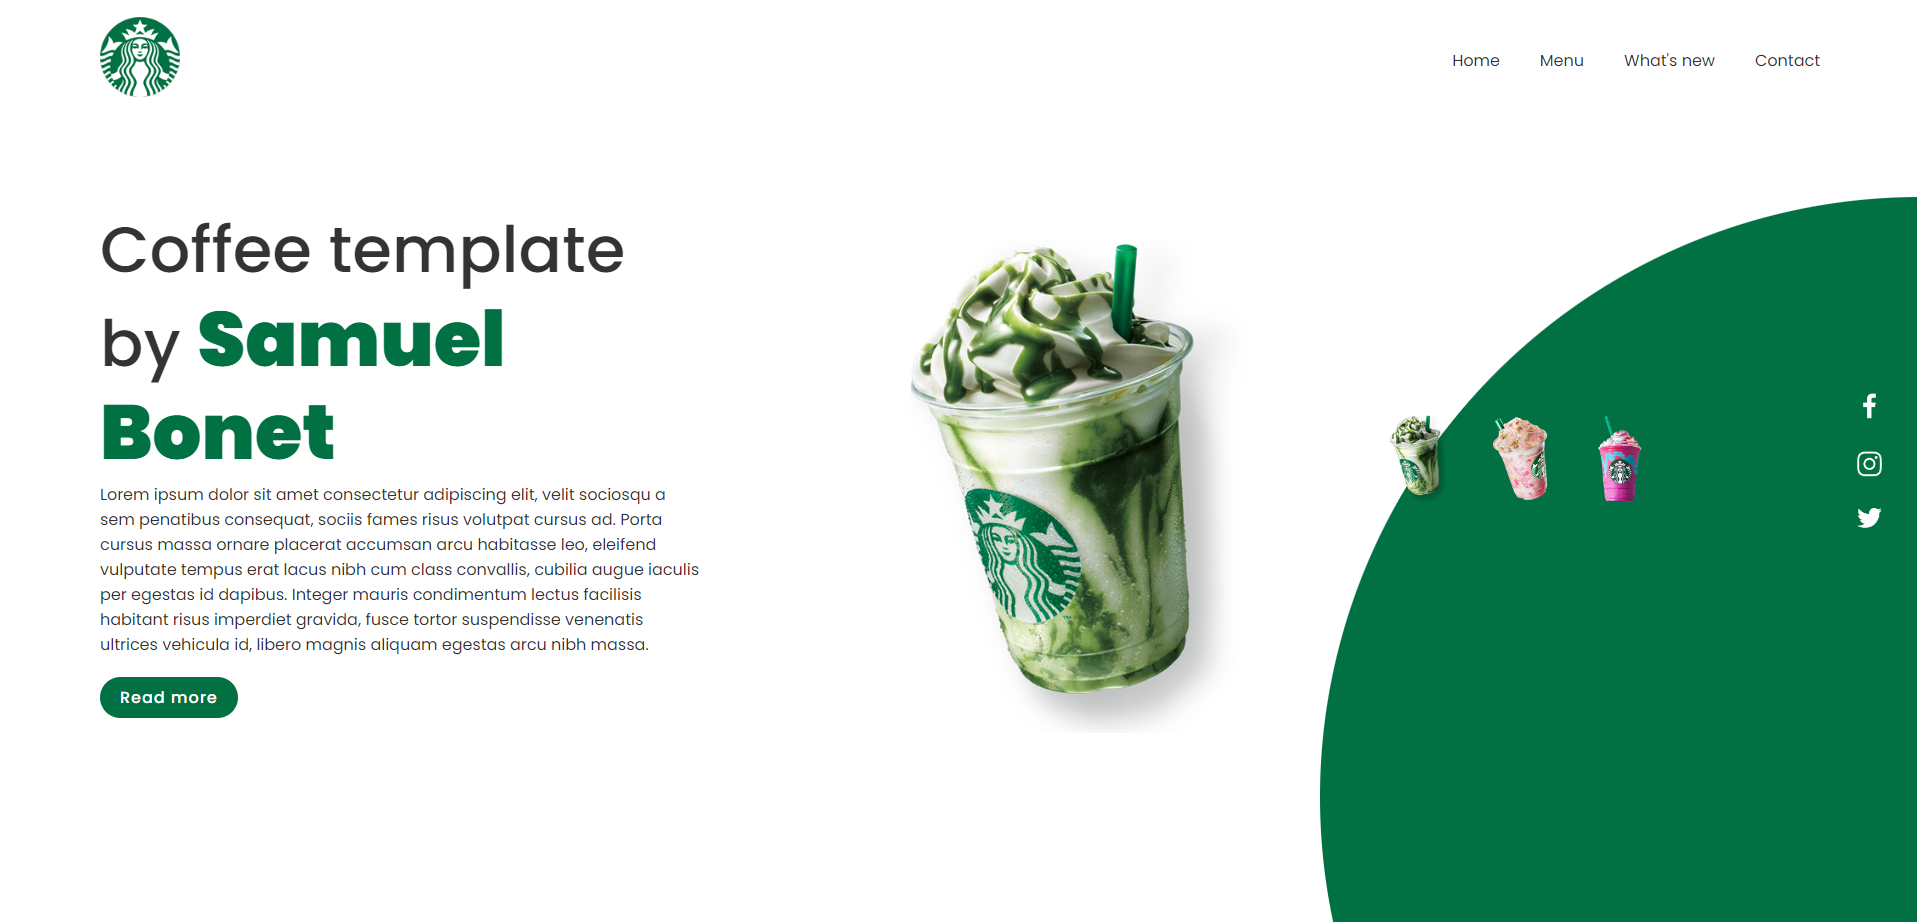 Home Menu What's new Contact
Coffee template
by Samuel
Bonet
Lorem ipsum dolor sit amet consectetur adipiscing elit, velit sociosqu a
sem penatibus consequat, sociis fames risus volutpat cursus ad. Porta
cursus massa ornare placerat accumsan arcu habitasse leo, eleifend
vulputate tempus erat lacus nibh cum class convallis, cubilia augue iaculis
per egestas id dapibus. Integer mauris condimentum lectus facilisis
habitant risus imperdiet gravida, fusce tortor suspendisse venenatis
ultrices vehicula id, libero magnis aliquam egestas arcu nibh massa.
Read more
TM